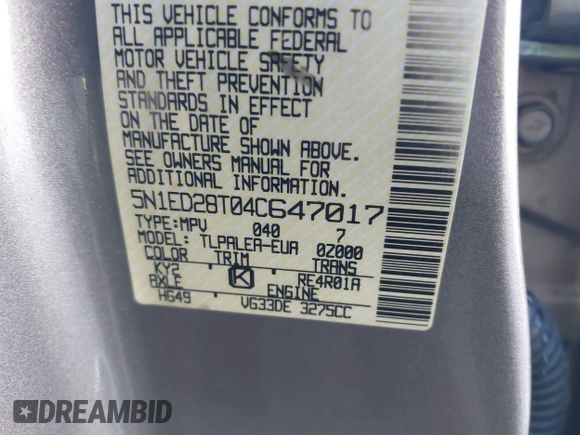 THIS VEHICLE CONFORMS TO
ALL APPLICABLE FEDERAL
MOTOR VEHICLE SAFETY
AND THEFT PREVENTION
STANDARDS IN EFFECT
ON THE DATE OF
MANUFACTURE SHOWN ABOVE.
SEE OWNERS MANUAL FOR
ADDITIONAL INFORMATION.
5N1ED28T04C647017
TYPE:MPV 040 7
MODEL: TLPALEA-EUA 0Z000
COLOR TRIM TRANS
KY2 K RE4R01A
AXLE ENGINE
HG49 VG33DE 3275CC
DREAMBID